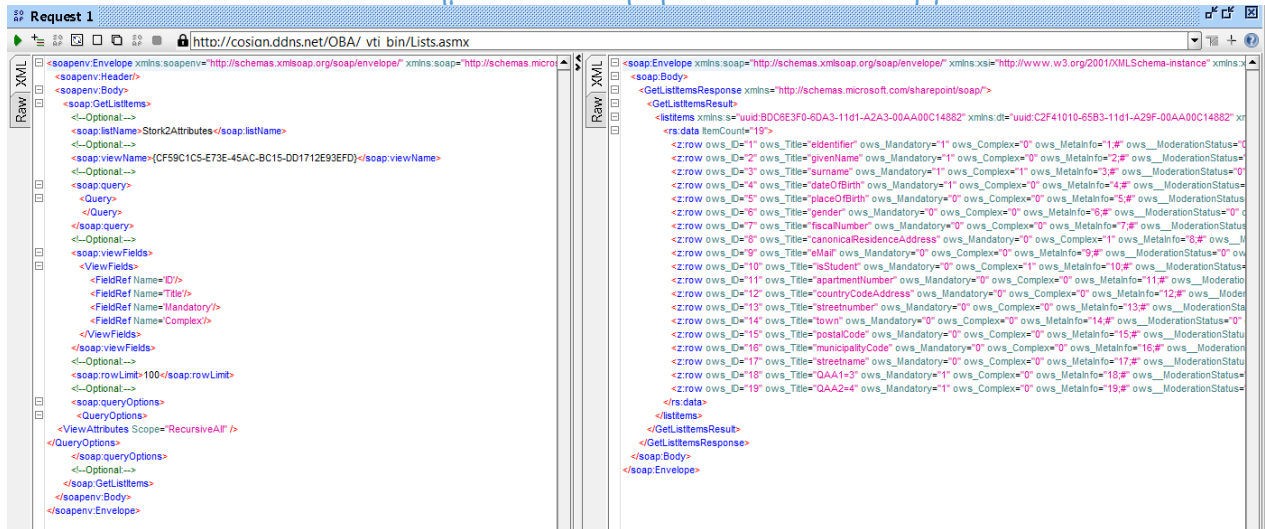 Request 1
http://cosign.ddns.net/OBA/_vti_bin/Lists.asmx
XML
Raw
<soapenv:Envelope xmlns:soapenv="http://schemas.xmlsoap.org/soap/envelope/" xmlns:soap="http://schemas.micros
<soapenv:Header/>
<soapenv:Body>
<soap:GetListItems>
<!--Optional:-->
<soap:listName>Stork2Attributes</soap:listName>
<!--Optional:-->
<soap:viewName>{CF59C1C5-E73E-45AC-BC15-DD1712E93EFD}</soap:viewName>
<!--Optional:-->
<soap:query>
<Query>
</Query>
</soap:query>
<!--Optional:-->
<soap:viewFields>
<ViewFields>
<FieldRef Name='ID'/>
<FieldRef Name='Title'/>
<FieldRef Name='Mandatory'/>
<FieldRef Name='Complex'/>
</ViewFields>
</soap:viewFields>
<!--Optional:-->
<soap:rowLimit>100</soap:rowLimit>
<!--Optional:-->
<soap:queryOptions>
<QueryOptions>
<ViewAttributes Scope="RecursiveAll" />
</QueryOptions>
</soap:queryOptions>
<!--Optional:-->
</soap:GetListItems>
</soapenv:Body>
</soapenv:Envelope>
XML
Raw
<soap:Envelope xmlns:soap="http://schemas.xmlsoap.org/soap/envelope/" xmlns:xsi="http://www.w3.org/2001/XMLSchema-instance" xmlns:x
<soap:Body>
<GetListItemsResponse xmlns="http://schemas.microsoft.com/sharepoint/soap/">
<GetListItemsResult>
<listitems xmlns:s="uuid:BDC6E3F0-6DA3-11d1-A2A3-00AA00C14882" xmlns:dt="uuid:C2F41010-65B3-11d1-A29F-00AA00C14882" xr
<rs:data ItemCount="19">
<z:row ows_ID="1" ows_Title="eIdentifier" ows_Mandatory="1" ows_Complex="0" ows_MetaInfo="1;#" ows__ModerationStatus="0
<z:row ows_ID="2" ows_Title="givenName" ows_Mandatory="1" ows_Complex="0" ows_MetaInfo="2;#" ows__ModerationStatus="
<z:row ows_ID="3" ows_Title="surname" ows_Mandatory="1" ows_Complex="1" ows_MetaInfo="3;#" ows__ModerationStatus="0"
<z:row ows_ID="4" ows_Title="dateOfBirth" ows_Mandatory="1" ows_Complex="0" ows_MetaInfo="4;#" ows__ModerationStatus=
<z:row ows_ID="5" ows_Title="placeOfBirth" ows_Mandatory="0" ows_Complex="0" ows_MetaInfo="5;#" ows__ModerationStatus
<z:row ows_ID="6" ows_Title="gender" ows_Mandatory="0" ows_Complex="0" ows_MetaInfo="6;#" ows__ModerationStatus="0" o
<z:row ows_ID="7" ows_Title="fiscalNumber" ows_Mandatory="0" ows_Complex="0" ows_MetaInfo="7;#" ows__ModerationStatus
<z:row ows_ID="8" ows_Title="canonicalResidenceAddress" ows_Mandatory="0" ows_Complex="1" ows_MetaInfo="8;#" ows__M
<z:row ows_ID="9" ows_Title="eMail" ows_Mandatory="0" ows_Complex="0" ows_MetaInfo="9;#" ows__ModerationStatus="0" ow
<z:row ows_ID="10" ows_Title="isStudent" ows_Mandatory="0" ows_Complex="1" ows_MetaInfo="10;#" ows__ModerationStatus=
<z:row ows_ID="11" ows_Title="apartmentNumber" ows_Mandatory="0" ows_Complex="0" ows_MetaInfo="11;#" ows__Moderatio
<z:row ows_ID="12" ows_Title="countryCodeAddress" ows_Mandatory="0" ows_Complex="0" ows_MetaInfo="12;#" ows__Moder
<z:row ows_ID="13" ows_Title="streetnumber" ows_Mandatory="0" ows_Complex="0" ows_MetaInfo="13;#" ows__ModerationSta
<z:row ows_ID="14" ows_Title="town" ows_Mandatory="0" ows_Complex="0" ows_MetaInfo="14;#" ows__ModerationStatus="0"
<z:row ows_ID="15" ows_Title="postalCode" ows_Mandatory="0" ows_Complex="0" ows_MetaInfo="15;#" ows__ModerationStatu
<z:row ows_ID="16" ows_Title="municipalityCode" ows_Mandatory="0" ows_Complex="0" ows_MetaInfo="16;#" ows__Moderation
<z:row ows_ID="17" ows_Title="streetname" ows_Mandatory="0" ows_Complex="0" ows_MetaInfo="17;#" ows__ModerationStatu
<z:row ows_ID="18" ows_Title="QAA1=3" ows_Mandatory="1" ows_Complex="0" ows_MetaInfo="18;#" ows__ModerationStatus=
<z:row ows_ID="19" ows_Title="QAA2=4" ows_Mandatory="1" ows_Complex="0" ows_MetaInfo="19;#" ows__ModerationStatus=
</rs:data>
</listitems>
</GetListItemsResult>
</GetListItemsResponse>
</soap:Body>
</soap:Envelope>